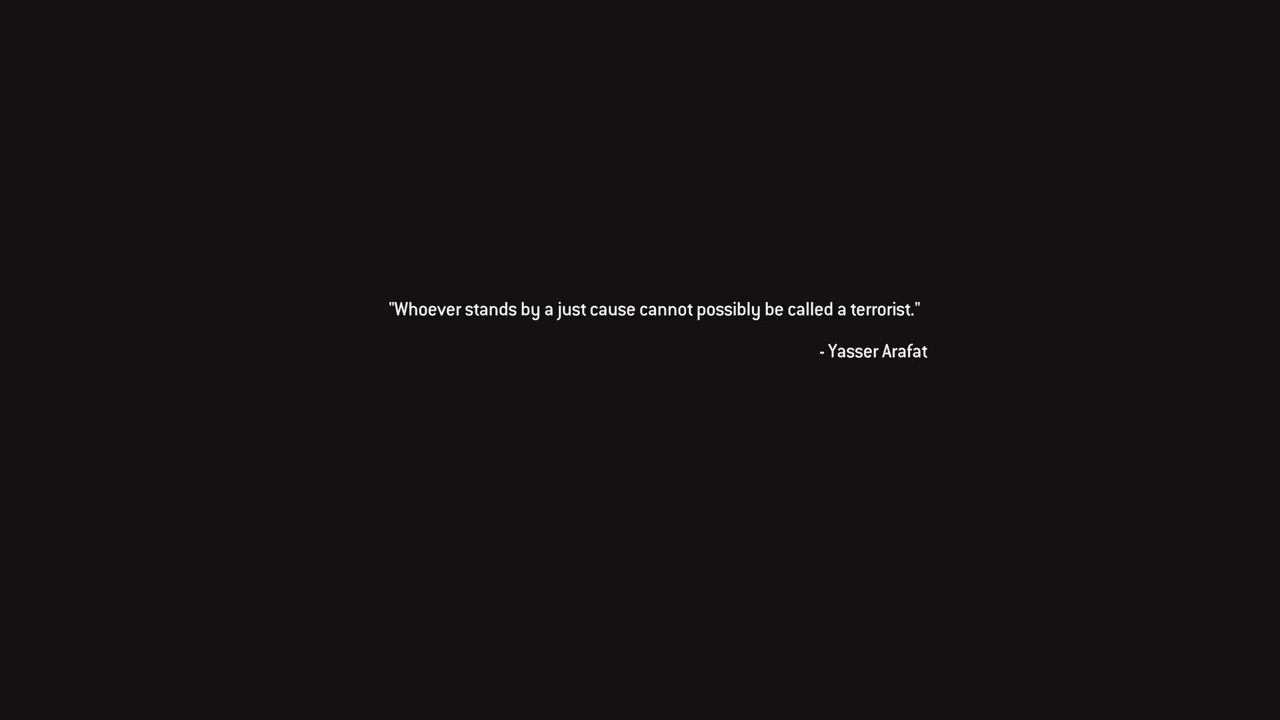 "Whoever stands by a just cause cannot possibly be called a terrorist."
- Yasser Arafat